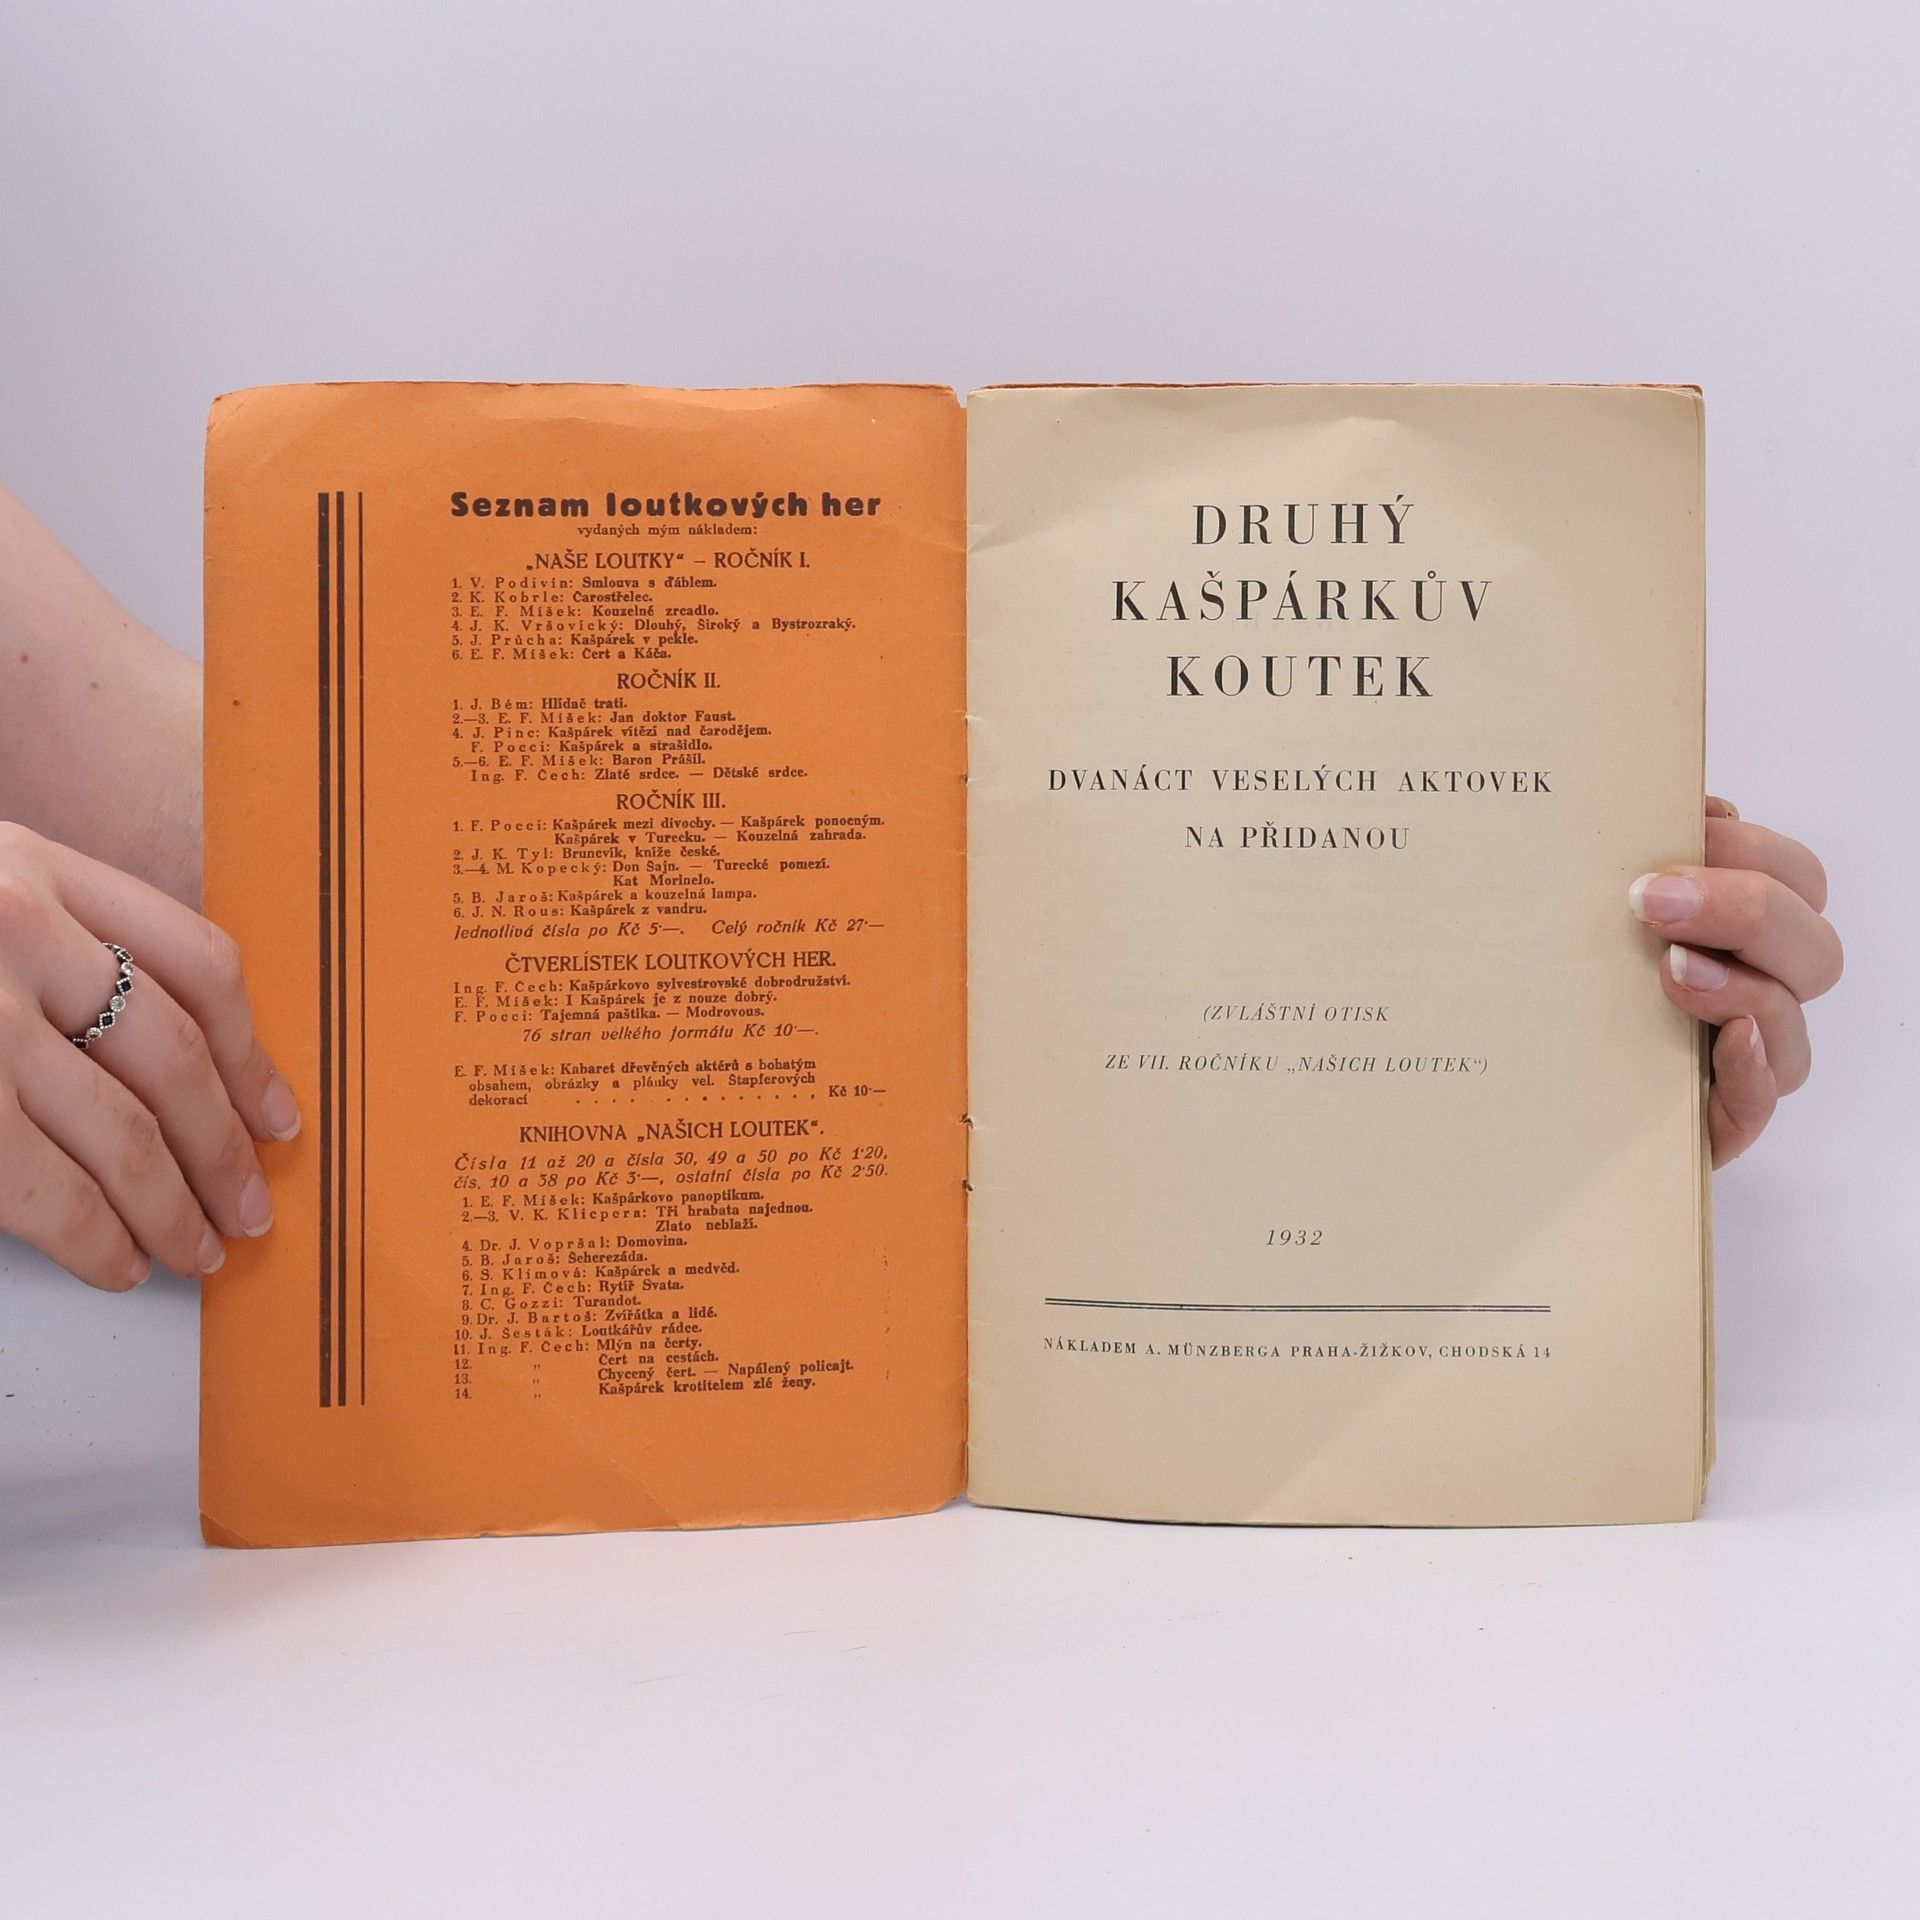 Seznam loutkových her
vydaných mým nákladem:
„NAŠE LOUTKY“ – ROČNÍK I.
1. V. Podivín: Smlouva s ďáblem.
2. K. Kobrle: Čarostřelec.
3. E. F. Míšek: Kouzelné zrcadlo.
4. J. K. Vršovický: Dlouhý, Široký a Bystrozraký.
5. J. Průcha: Kašpárek v pekle.
6. E. F. Míšek: Čert a Káča.
ROČNÍK II.
1. J. Bém: Hlídač trati.
2.—3. E. F. Míšek: Jan doktor Faust.
4. J. Pinc: Kašpárek vítězí nad čarodějem.
F. Pocci: Kašpárek a strašidlo.
5.—6. E. F. Míšek: Baron Prášil.
Ing. F. Čech: Zlaté srdce. — Dětské srdce.
ROČNÍK III.
1. F. Pocci: Kašpárek mezi divochy. — Kašpárek ponocným.
Kašpárek v Turecku. — Kouzelná zahrada.
2. J. K. Tyl: Bruncvík, kníže české.
3.—4. M. Kopecký: Don Šajn. — Turecké pomezí.
Kat Morinelo.
5. B. Jaroš: Kašpárek a kouzelná lampa.
6. J. N. Rous: Kašpárek z vandru.
Jednotlivá čísla po Kč 5·—. Celý ročník Kč 27·—
ČTVERLÍSTEK LOUTKOVÝCH HER.
Ing. F. Čech: Kašpárkovo sylvestrovské dobrodružství.
E. F. Míšek: I Kašpárek je z nouze dobrý.
F. Pocci: Tajemná paštika. — Modrovous.
76 stran velkého formátu Kč 10·—.
E. F. Míšek: Kabaret dřevěných aktérů s bohatým
obsahem, obrázky a plánky vel. Štapferových
dekorací . . . . . . . . . . . . . . Kč 10·—
KNIHOVNA „NAŠICH LOUTEK“.
Čísla 11 až 20 a čísla 30, 49 a 50 po Kč 1·20,
čís. 10 a 38 po Kč 3·—, ostatní čísla po Kč 2·50.
1. E. F. Míšek: Kašpárkovo panoptikum.
2.—3. V. K. Klicpera: Tři hrabata najednou.
Zlato neblaží.
4. Dr. J. Vopršal: Domovina.
5. B. Jaroš: Šeherezáda.
6. S. Klímová: Kašpárek a medvěd.
7. Ing. F. Čech: Rytíř Svata.
8. C. Gozzi: Turandot.
9. Dr. J. Bartoš: Zvířátka a lidé.
10. J. Šesták: Loutkářův rádce.
11. Ing. F. Čech: Mlýn na čerty.
12. „ Čert na cestách.
13. „ Chycený čert. — Napálený policajt.
14. „ Kašpárek krotitelem zlé ženy.
DRUHÝ
KAŠPÁRKŮV
KOUTEK
DVANÁCT VESELÝCH AKTOVEK
NA PŘIDANOU
(ZVLÁŠTNÍ OTISK
ZE VII. ROČNÍKU „NAŠICH LOUTEK“)
1932
NÁKLADEM A. MÜNZBERGA PRAHA-ŽIŽKOV, CHODSKÁ 14